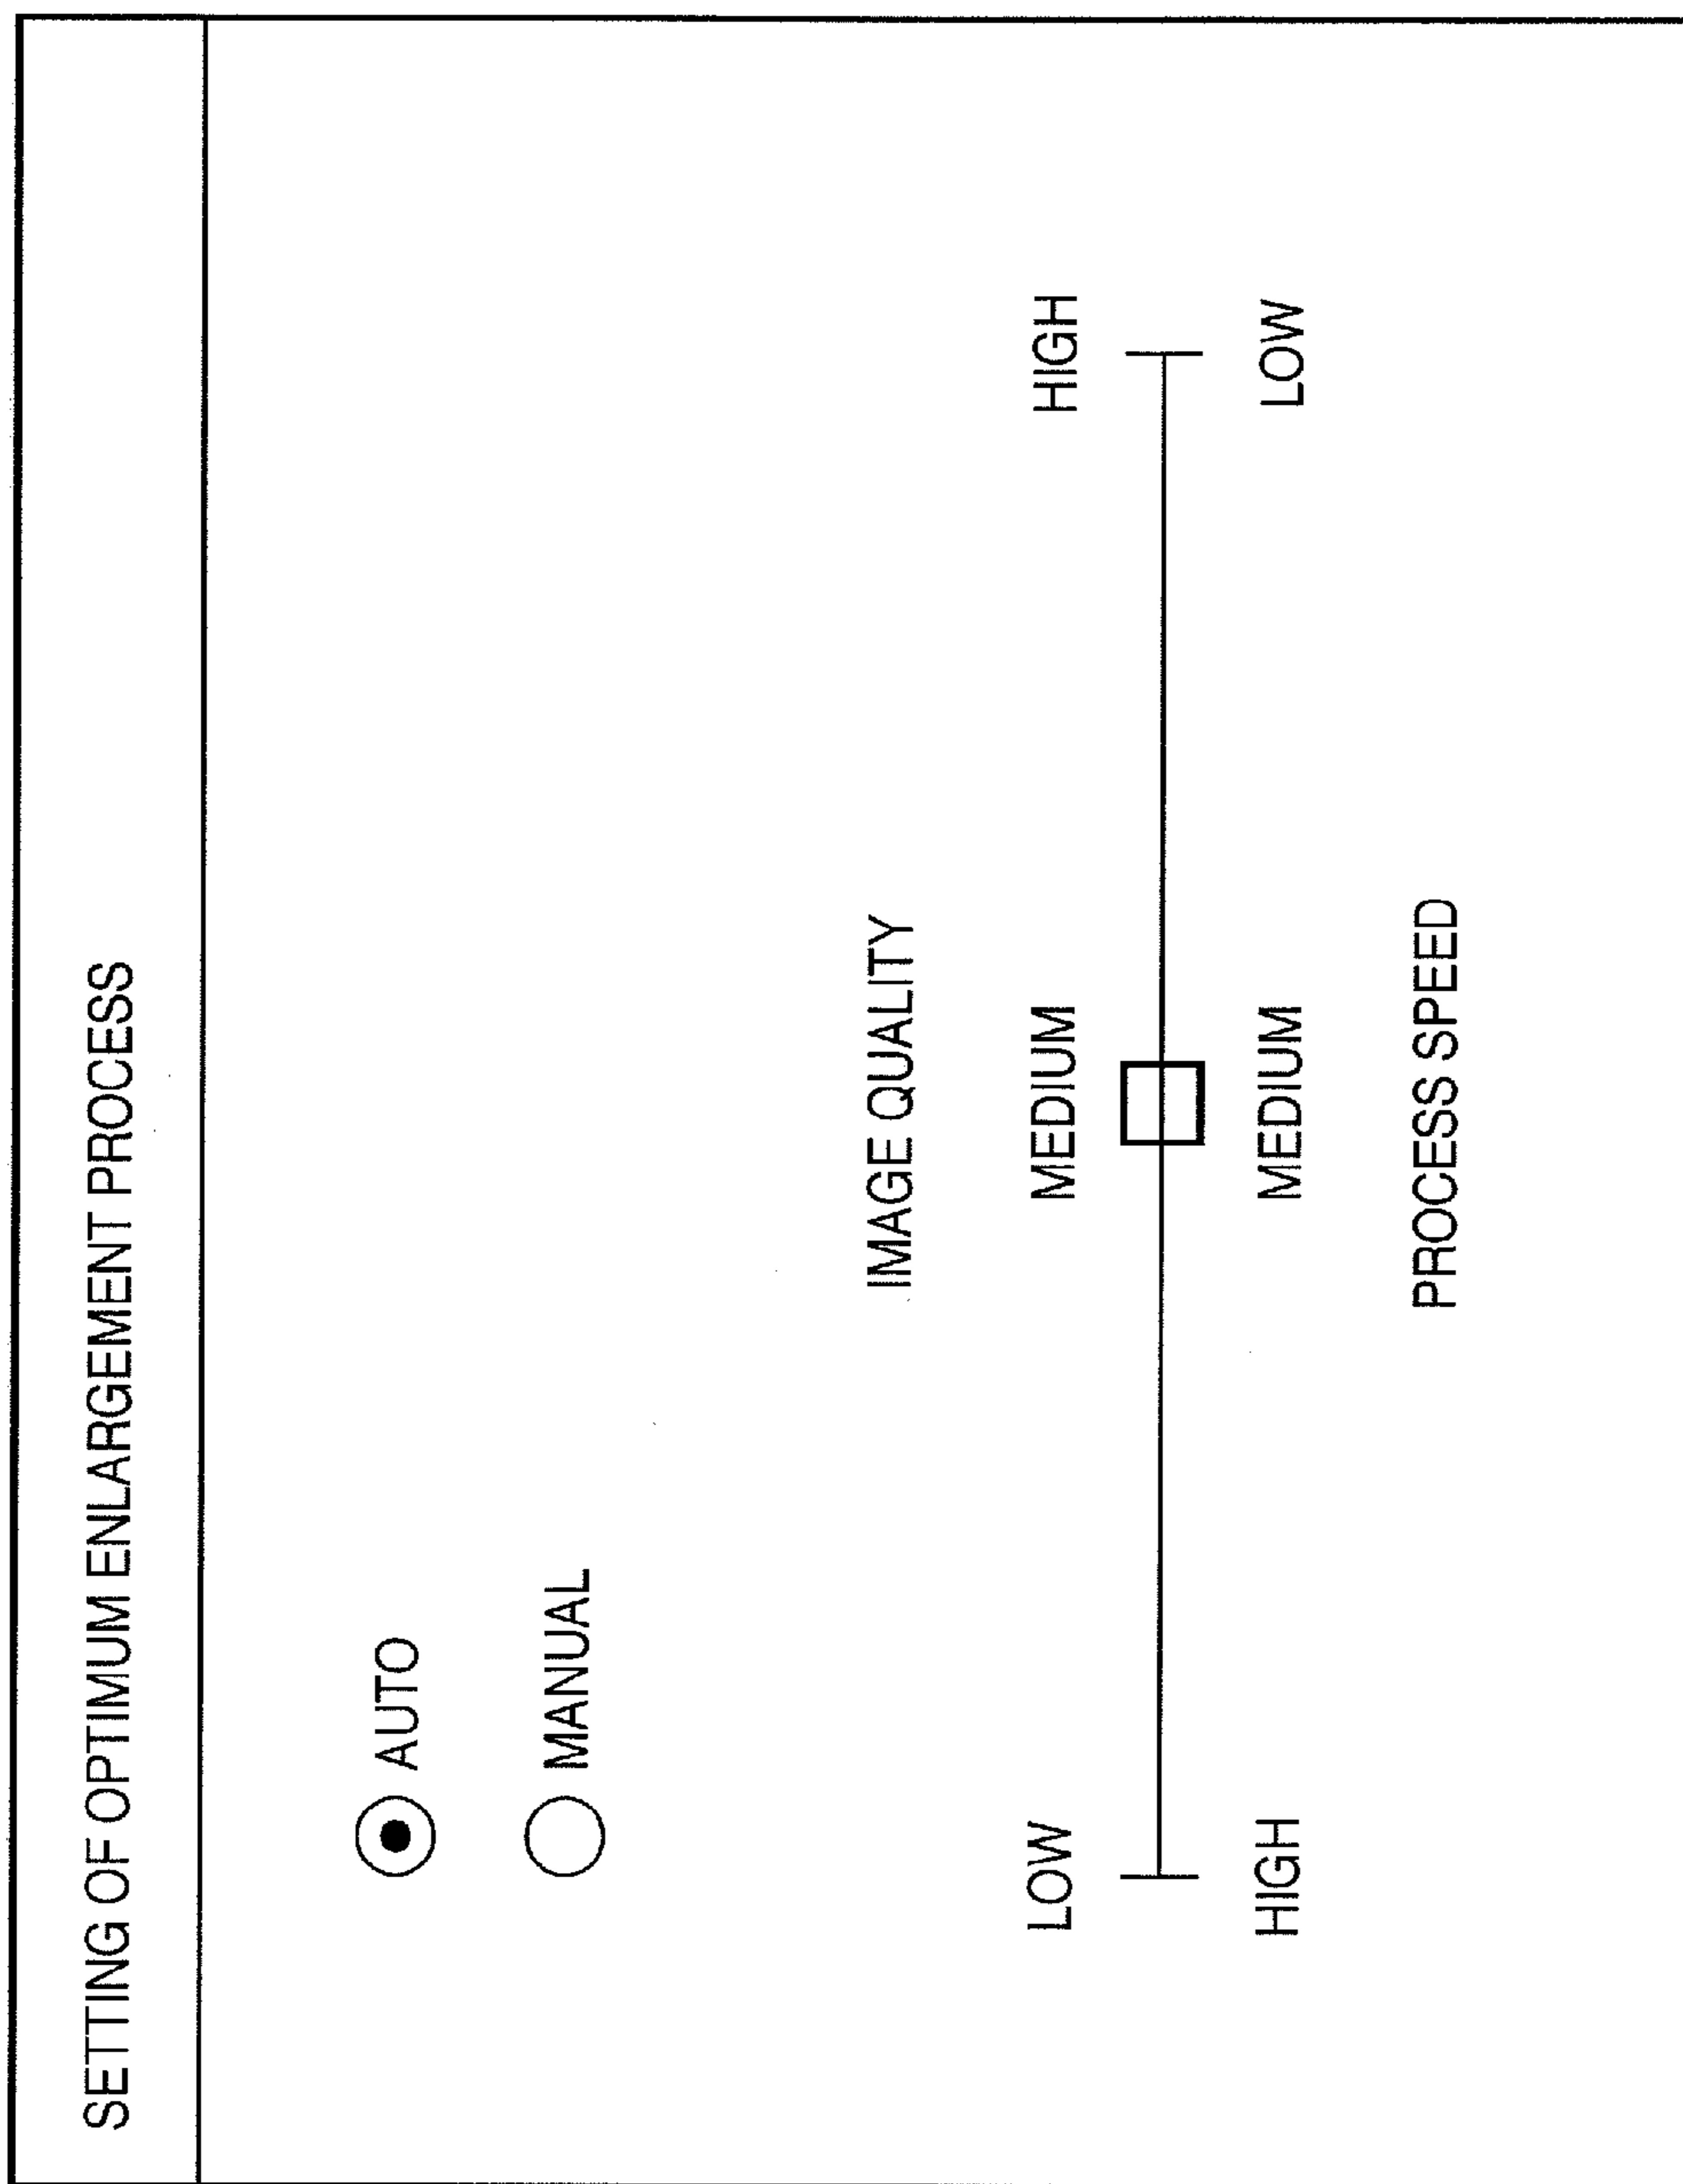 SETTING OF OPTIMUM ENLARGEMENT PROCESS
AUTO
MANUAL
IMAGE QUALITY
LOW MEDIUM HIGH
HIGH MEDIUM LOW
PROCESS SPEED